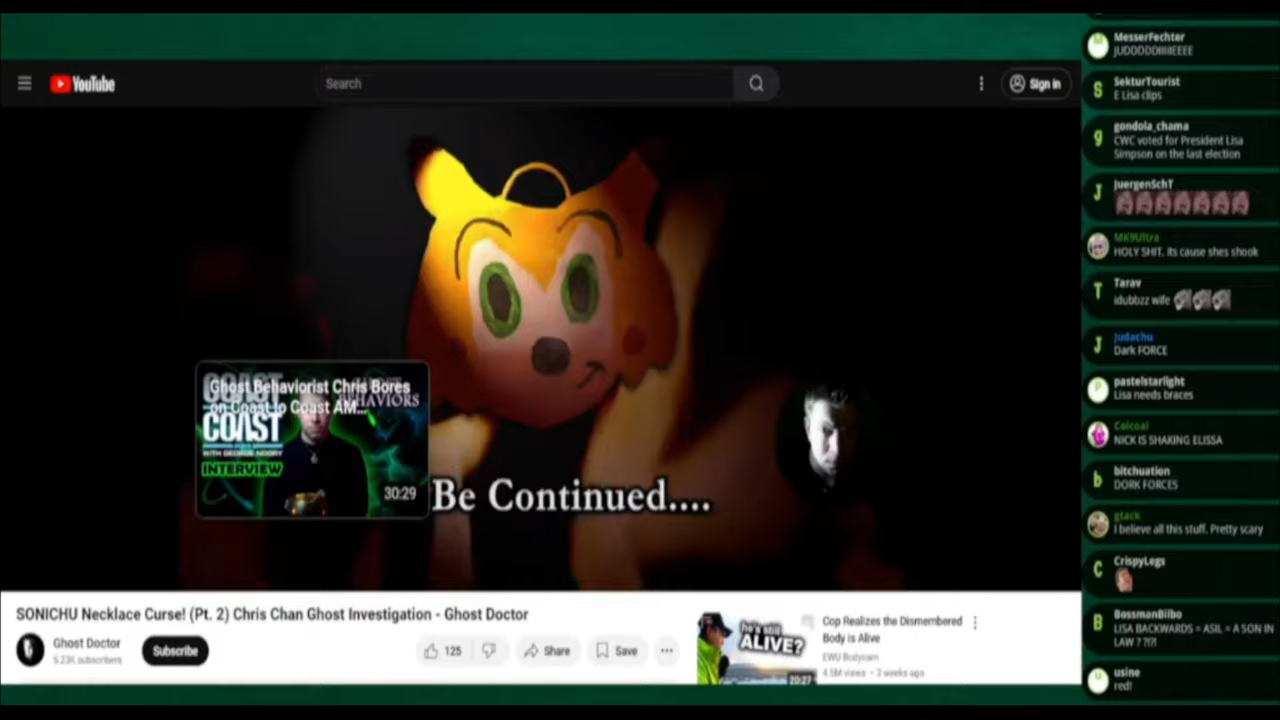 YouTube
Search
Sign in
COAST
Ghost Behaviorist Chris Bores
on Coast to Coast AM...
BEHAVIORS
COAST
WITH GEORGE NOORY
INTERVIEW
30:29
Be Continued....
SONICHU Necklace Curse! (Pt. 2) Chris Chan Ghost Investigation - Ghost Doctor
Ghost Doctor
6.23K subscribers
Subscribe
125
Share
Save
he's still
ALIVE?
20:27
Cop Realizes the Dismembered
Body is Alive
EWU Bodycam
4.5M views • 3 weeks ago
MesserFechter
JUDOOOOIIIIIEEEE
S
SekturTourist
E Lisa clips
g
gondola_chama
CWC voted for President Lisa
Simpson on the last election
J
JuergenSchT
MK9Ultra
HOLY SHIT. its cause shes shook
T
Tarav
idubbzz wife
J
Judachu
Dark FORCE
P
pastelstarlight
Lisa needs braces
Colcoal
NICK IS SHAKING ELISSA
b
bitchuation
DORK FORCES
gtack
I believe all this stuff. Pretty scary
C
CrispyLegs
B
BossmanBilbo
LISA BACKWARDS = ASIL = A SON IN
LAW ? ?!?!
usine
red!